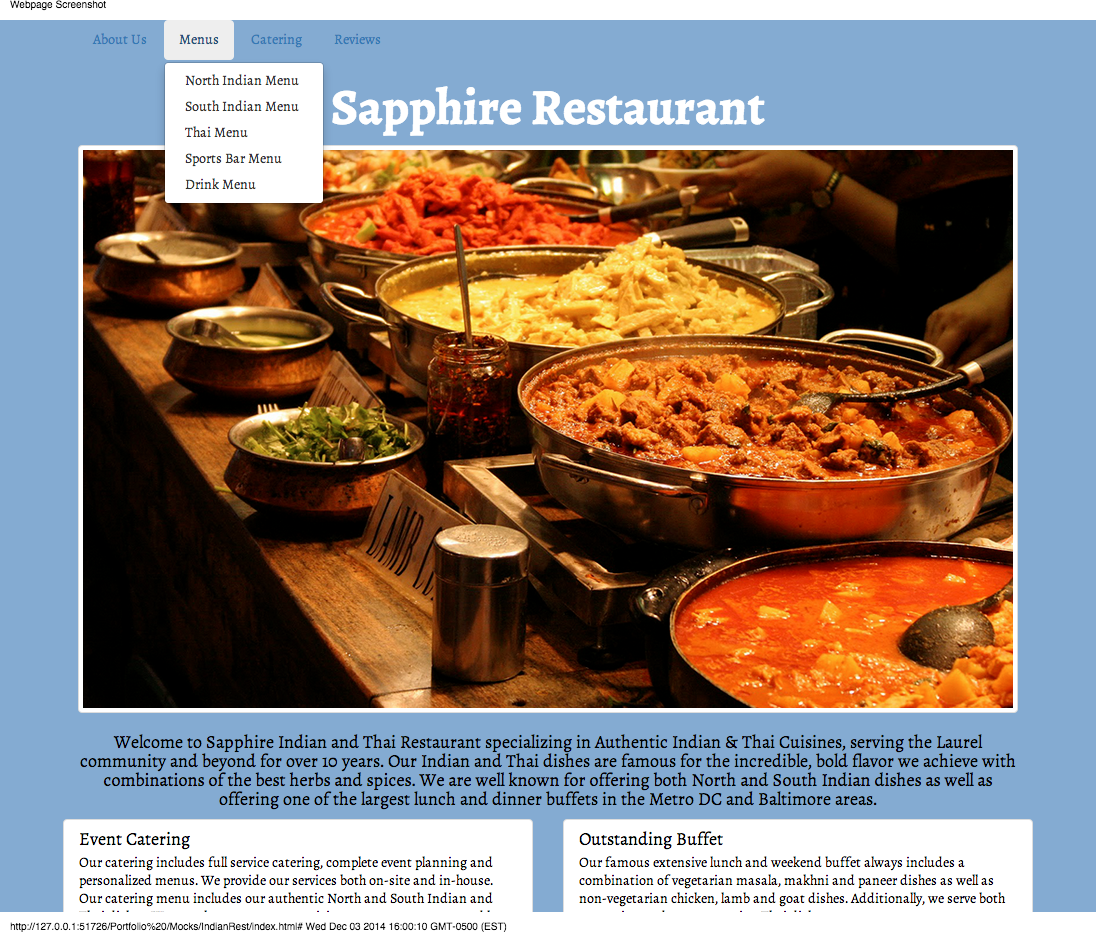 Webpage Screenshot
About Us Menus Catering Reviews
North Indian Menu
South Indian Menu
Thai Menu
Sports Bar Menu
Drink Menu
Sapphire Restaurant
LAMB
Welcome to Sapphire Indian and Thai Restaurant specializing in Authentic Indian & Thai Cuisines, serving the Laurel
community and beyond for over 10 years. Our Indian and Thai dishes are famous for the incredible, bold flavor we achieve with
combinations of the best herbs and spices. We are well known for offering both North and South Indian dishes as well as
offering one of the largest lunch and dinner buffets in the Metro DC and Baltimore areas.
Event Catering
Our catering includes full service catering, complete event planning and
personalized menus. We provide our services both on-site and in-house.
Our catering menu includes our authentic North and South Indian and
Outstanding Buffet
Our famous extensive lunch and weekend buffet always includes a
combination of vegetarian masala, makhni and paneer dishes as well as
non-vegetarian chicken, lamb and goat dishes. Additionally, we serve both
http://127.0.0.1:51726/Portfolio%20/Mocks/IndianRest/index.html# Wed Dec 03 2014 16:00:10 GMT-0500 (EST)